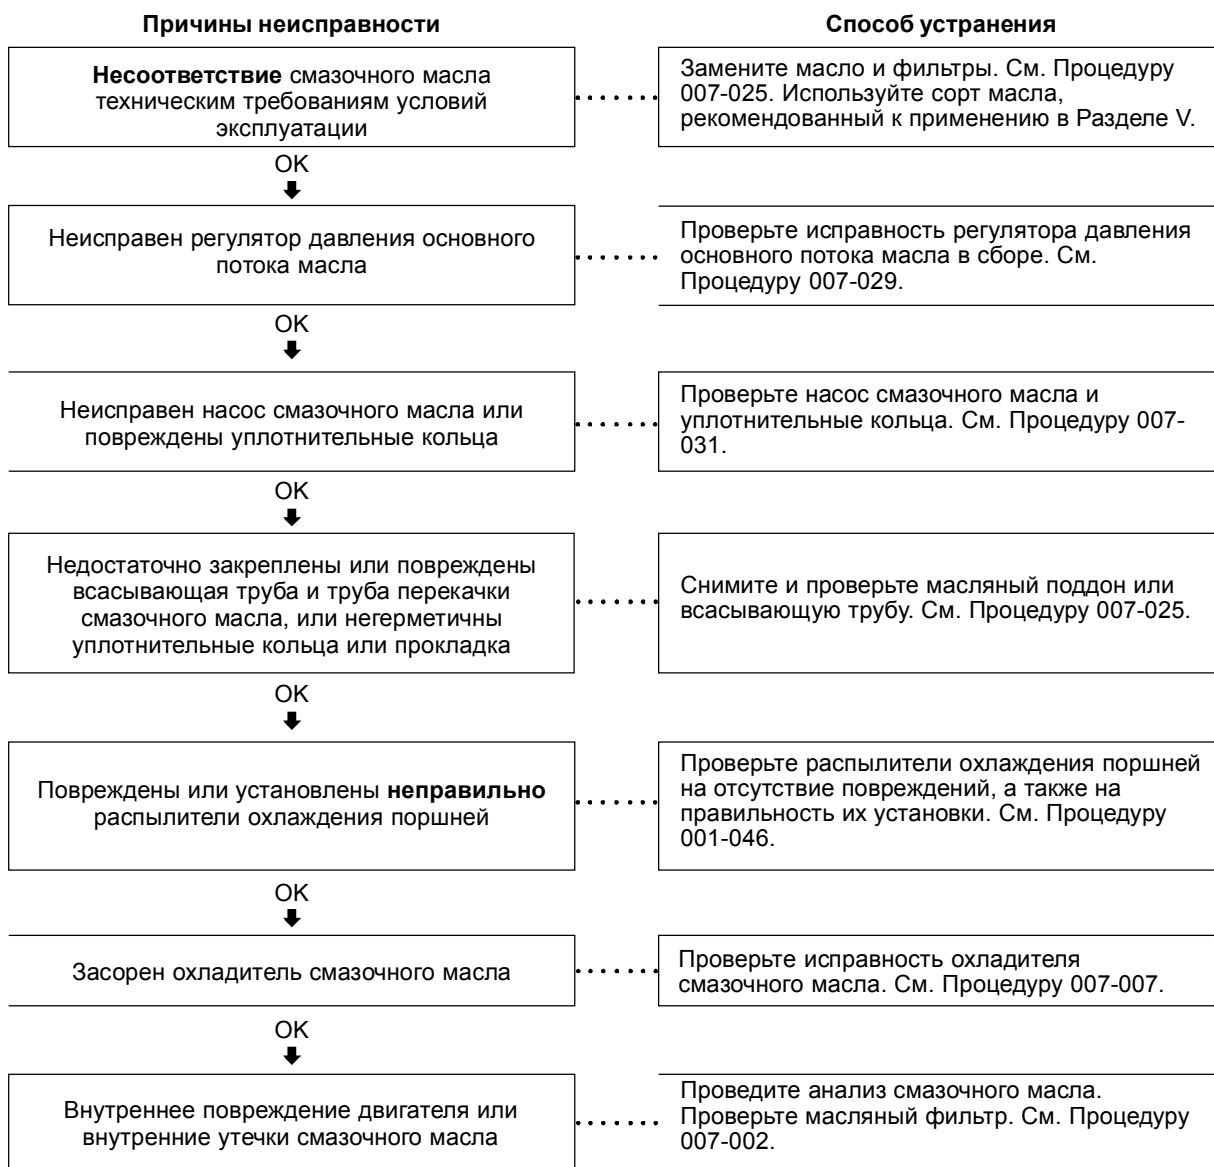 Причины неисправности
Способ устранения
Несоответствие смазочного масла
техническим требованиям условий
эксплуатации
Замените масло и фильтры. См. Процедуру
007-025. Используйте сорт масла,
рекомендованный к применению в Разделе V.
OK
Неисправен регулятор давления основного
потока масла
Проверьте исправность регулятора давления
основного потока масла в сборе. См.
Процедуру 007-029.
OK
Неисправен насос смазочного масла или
повреждены уплотнительные кольца
Проверьте насос смазочного масла и
уплотнительные кольца. См. Процедуру 007-
031.
OK
Недостаточно закреплены или повреждены
всасывающая труба и труба перекачки
смазочного масла, или негерметичны
уплотнительные кольца или прокладка
Снимите и проверьте масляный поддон или
всасывающую трубу. См. Процедуру 007-025.
OK
Повреждены или установлены неправильно
распылители охлаждения поршней
Проверьте распылители охлаждения поршней
на отсутствие повреждений, а также на
правильность их установки. См. Процедуру
001-046.
OK
Засорен охладитель смазочного масла
Проверьте исправность охладителя
смазочного масла. См. Процедуру 007-007.
OK
Внутреннее повреждение двигателя или
внутренние утечки смазочного масла
Проведите анализ смазочного масла.
Проверьте масляный фильтр. См. Процедуру
007-002.